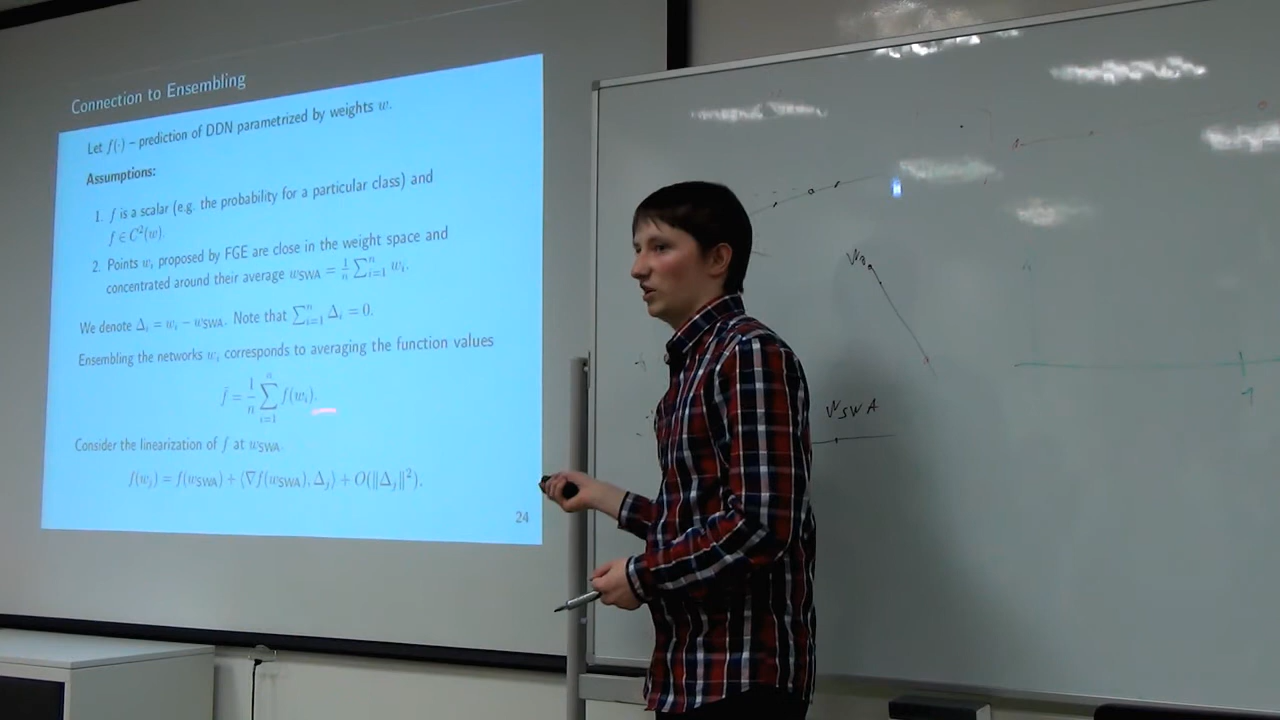 Connection to Ensembling
Let f(·) – prediction of DDN parametrized by weights w.
Assumptions:
1. f is a scalar (e.g. the probability for a particular class) and
f ∈ C²(w).
2. Points wᵢ proposed by FGE are close in the weight space and
concentrated around their average w_SWA = 1/n ∑ⁿᵢ₌₁ wᵢ.
We denote Δᵢ = wᵢ − w_SWA. Note that ∑ⁿᵢ₌₁ Δᵢ = 0.
Ensembling the networks wᵢ corresponds to averaging the function values
f̄ = 1/n ∑ⁿᵢ₌₁ f(wᵢ).
Consider the linearization of f at w_SWA.
f(wⱼ) = f(w_SWA) + ⟨∇f(w_SWA), Δⱼ⟩ + O(‖Δⱼ‖²).
24
W SWA
1